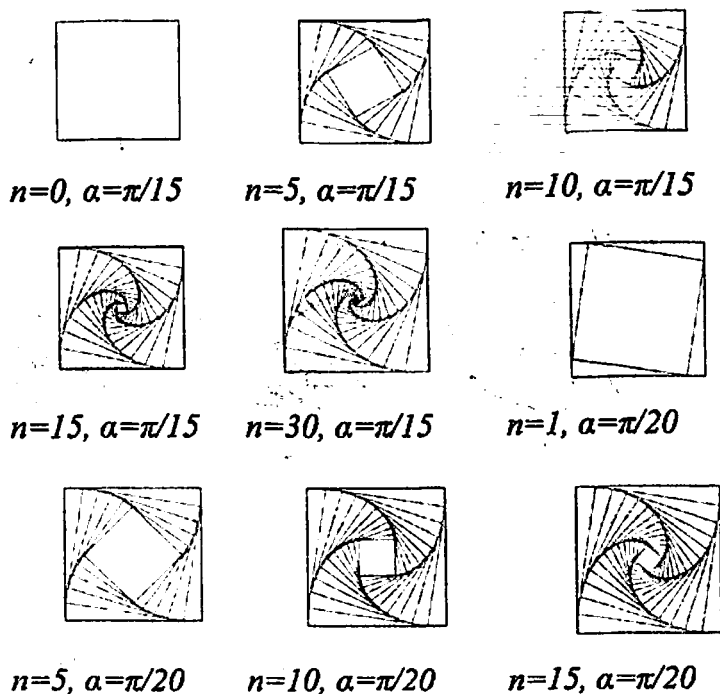 n=0, α=π/15
n=5, α=π/15
n=10, α=π/15
n=15, α=π/15
n=30, α=π/15
n=1, α=π/20
n=5, α=π/20
n=10, α=π/20
n=15, α=π/20